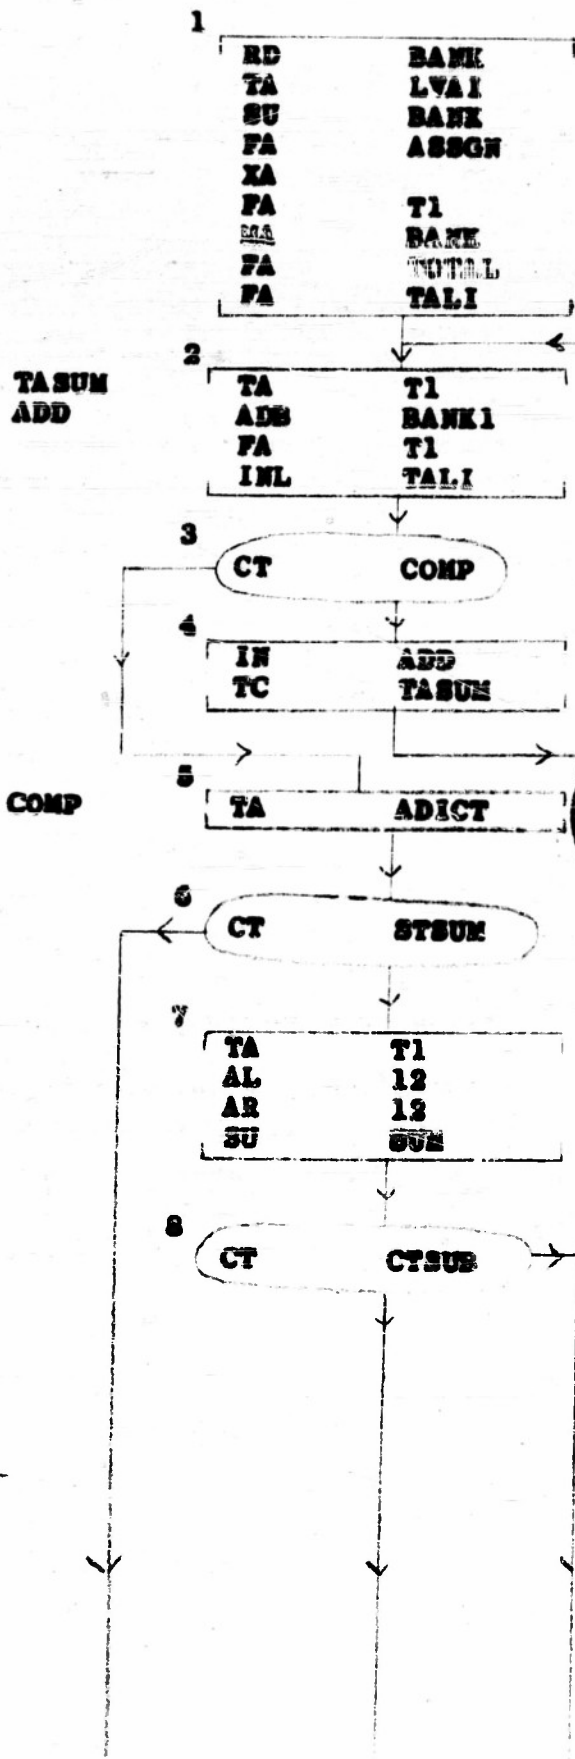 1
RD BANK
TA LVAI
SU BANK
FA ASSGN
XA
FA T1
BANK
FA TOTAL
FA TALI
2
TASUM TA T1
ADD ADB BANK1
FA T1
INL TALI
3
CT COMP
4
IN ADD
TC TASUM
5
COMP TA ADICT
6
CT STSUM
7
TA T1
AL 12
AR 12
SU SUM
8
CT CTSUB